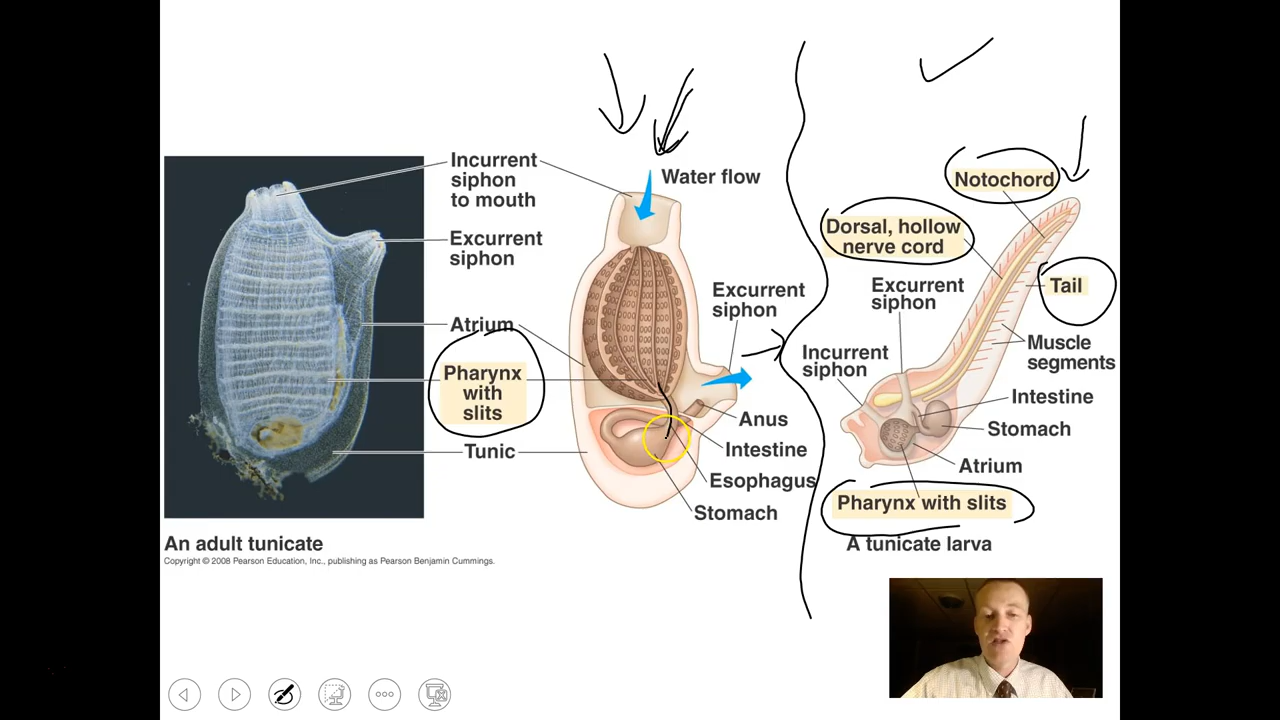 Incurrent
siphon
to mouth
Excurrent
siphon
Atrium
Pharynx
with
slits
Tunic
An adult tunicate
Copyright © 2008 Pearson Education, Inc., publishing as Pearson Benjamin Cummings.
Water flow
Excurrent
siphon
Anus
Intestine
Esophagus
Stomach
Notochord
Dorsal, hollow
nerve cord
Tail
Excurrent
siphon
Muscle
segments
Incurrent
siphon
Intestine
Stomach
Atrium
Pharynx with slits
A tunicate larva